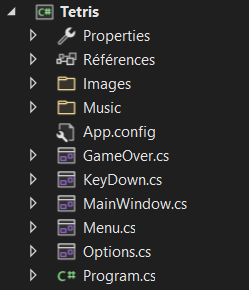 C# Tetris
Properties
Références
Images
Music
App.config
GameOver.cs
KeyDown.cs
MainWindow.cs
Menu.cs
Options.cs
C# Program.cs